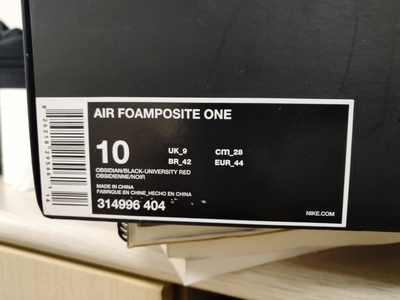 AIR FOAMPOSITE ONE
10
UK_9 cm_28
BR_42 EUR_44
OBSIDIAN/BLACK-UNIVERSITY RED
OBSIDIENNE/NOIR
MADE IN CHINA
FABRIQUE EN CHINE_HECHO EN CHINA
314996 404
NIKE.COM